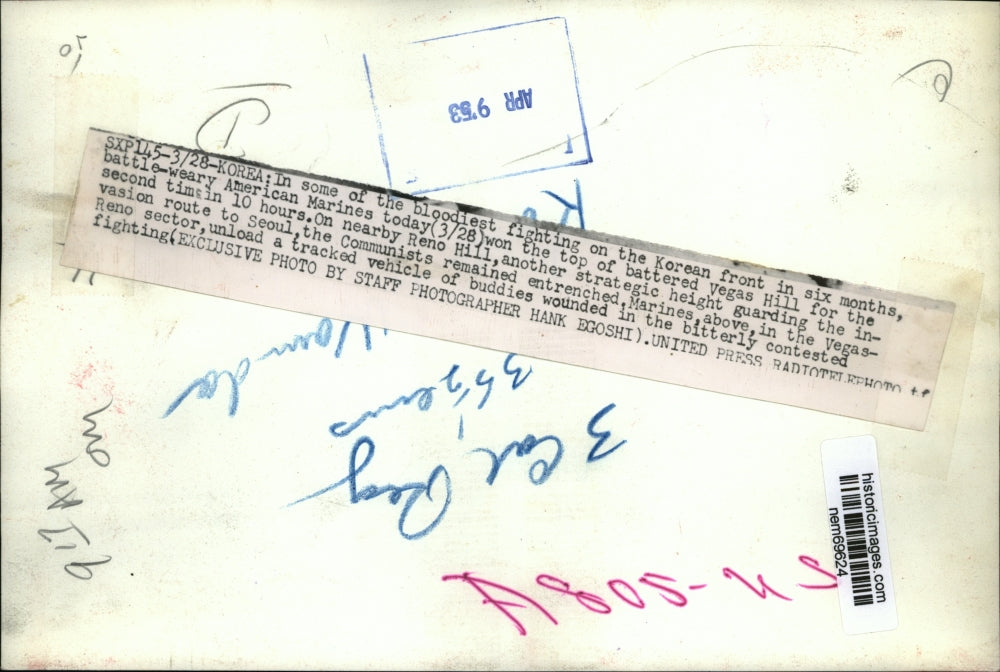 APR 9 '53
SXP145-3/28-KOREA:In some of the bloodiest fighting on the Korean front in six months,
battle-weary American Marines today(3/28)won the top of battered Vegas Hill for the
second time in 10 hours.On nearby Reno Hill,another strategic height guarding the in-
vasion route to Seoul,the Communists remained entrenched.Marines,above,in the Vegas-
Reno sector,unload a tracked vehicle of buddies wounded in the bitterly contested
fighting(EXCLUSIVE PHOTO BY STAFF PHOTOGRAPHER HANK EGOSHI).UNITED PRESS RADIOTELEPHOTO
3 Col
A805-US
historicimages.com
nem69624